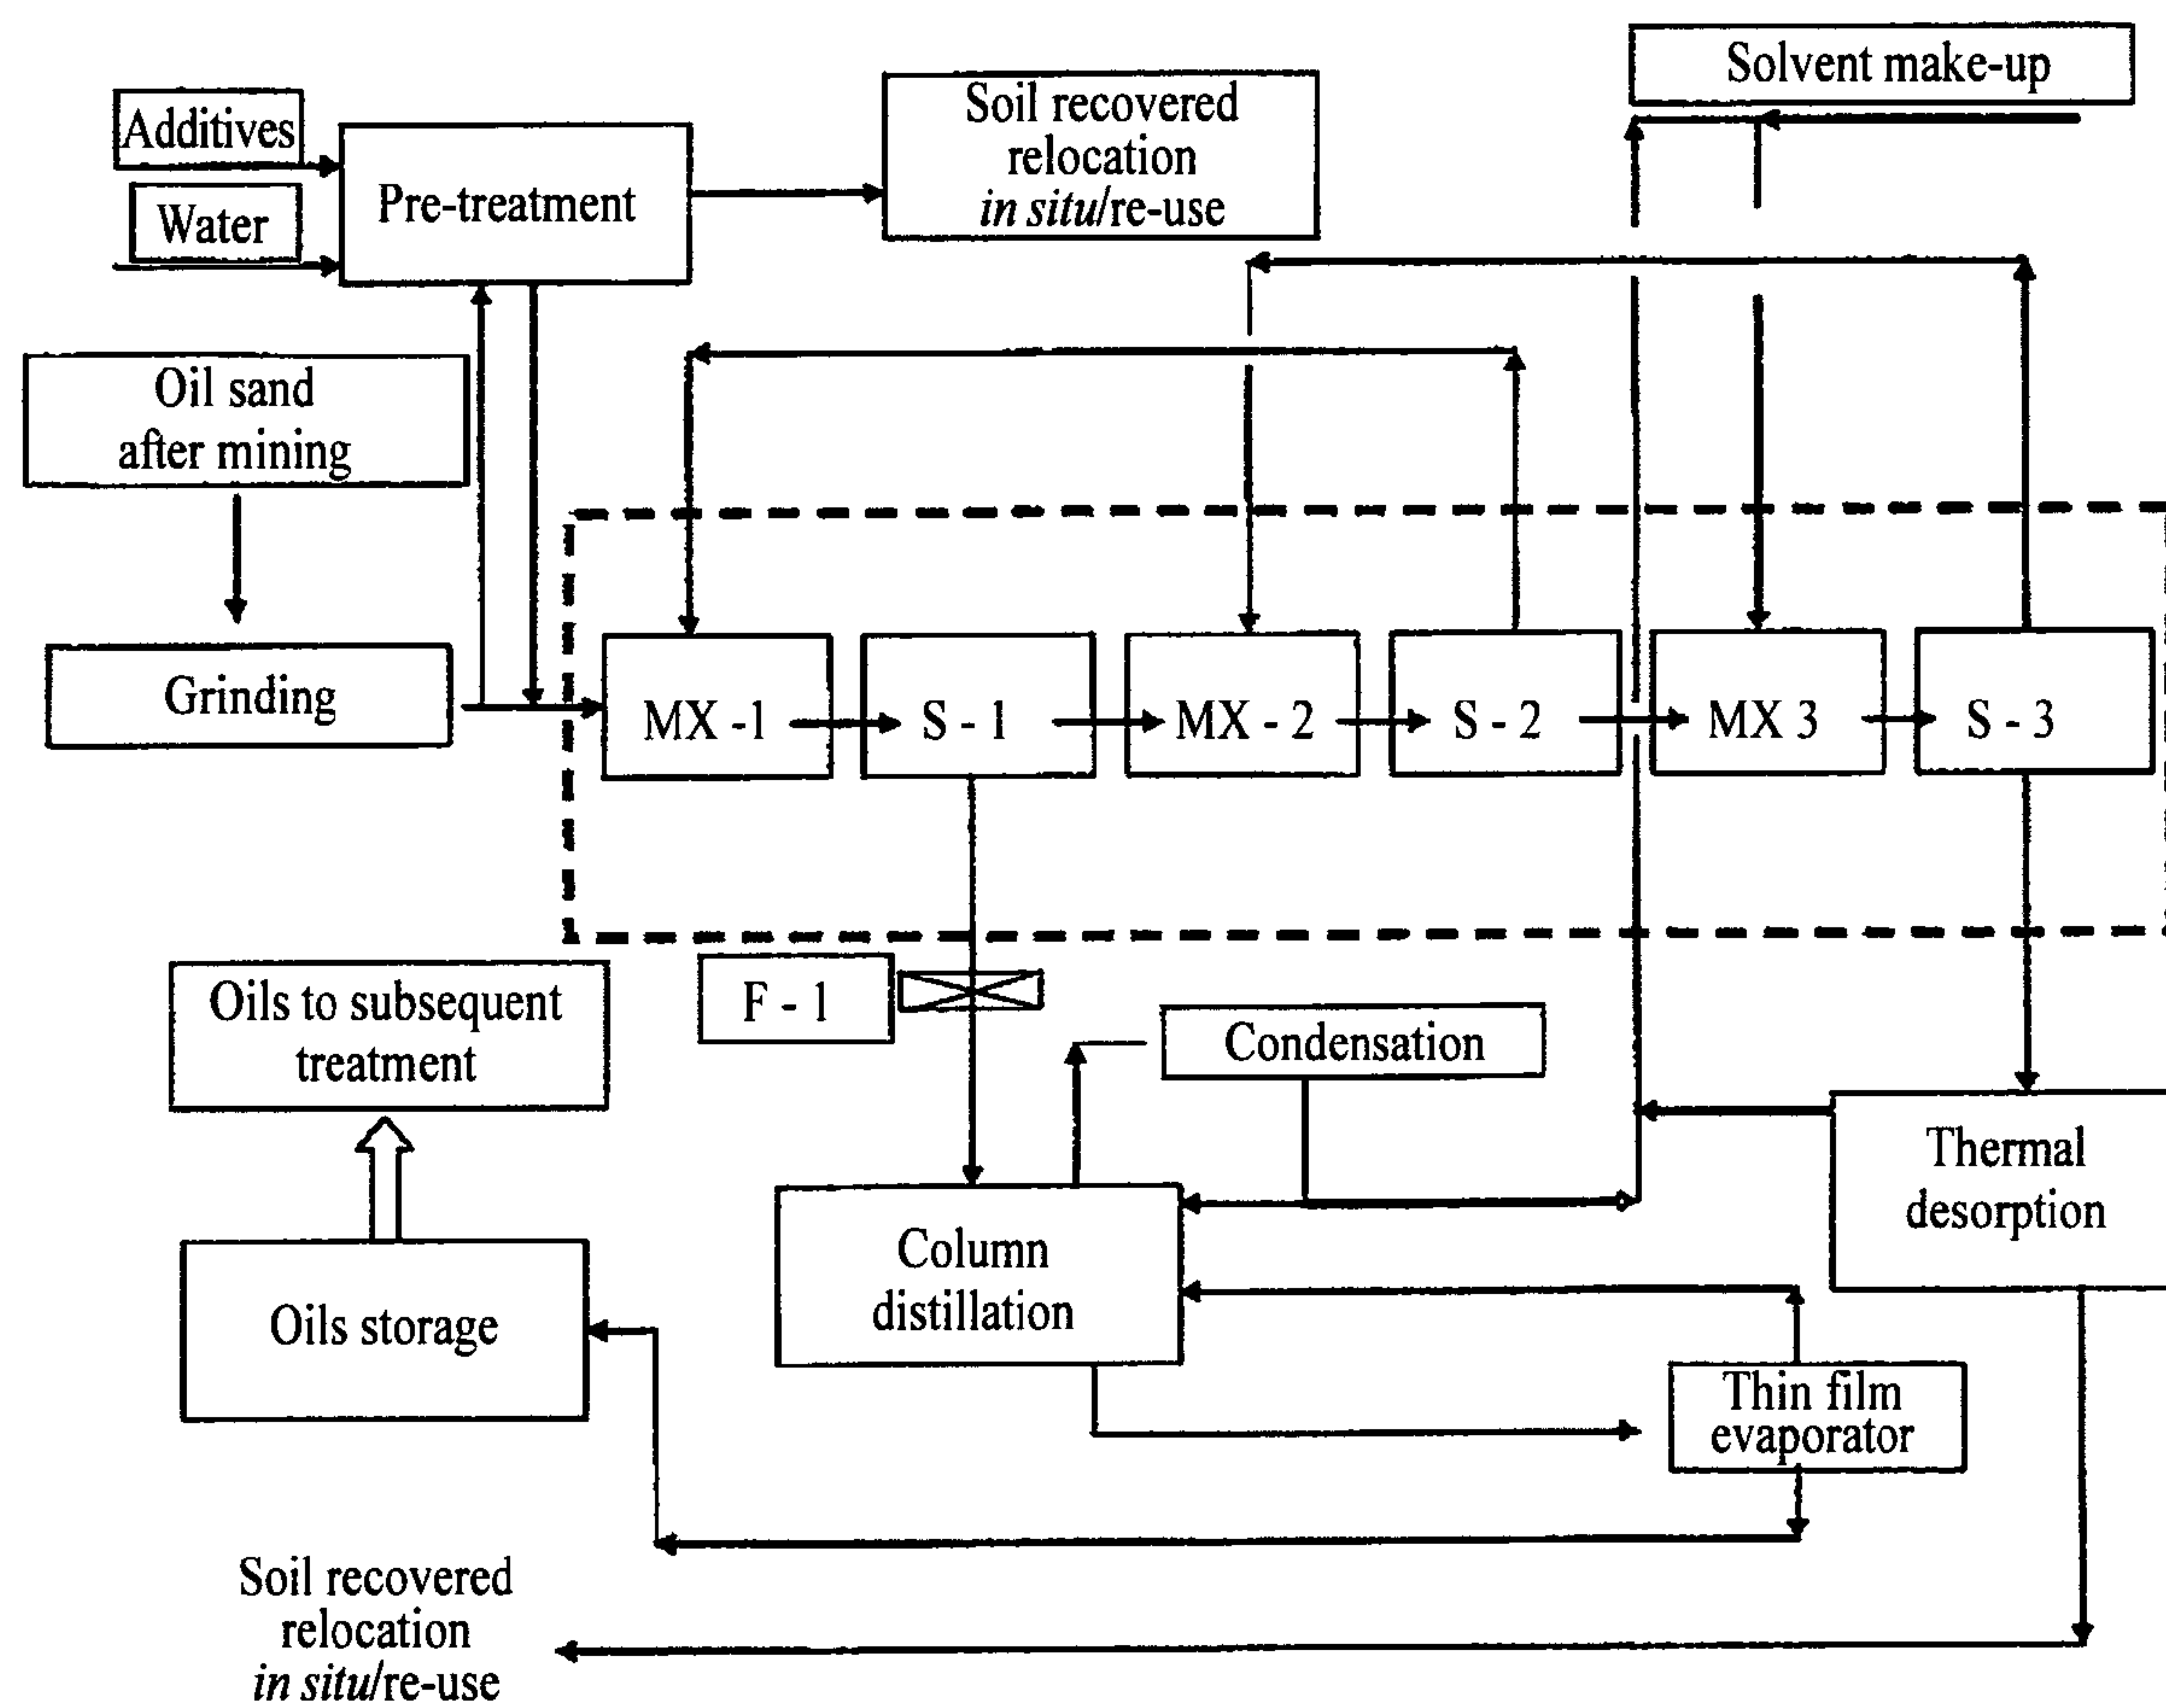 Solvent make-up
Additives
Water
Pre-treatment
Soil recovered
relocation
in situ/re-use
Oil sand
after mining
Grinding
MX -1
S - 1
MX - 2
S - 2
MX 3
S - 3
F - 1
Condensation
Oils to subsequent
treatment
Thermal
desorption
Column
distillation
Oils storage
Thin film
evaporator
Soil recovered
relocation
in situ/re-use